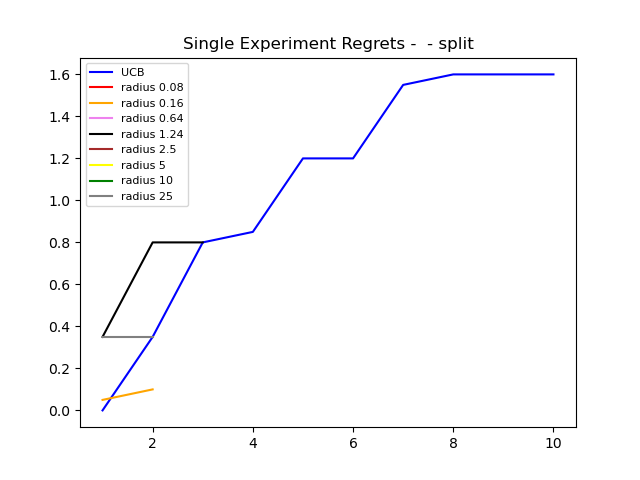 Single Experiment Regrets -  - split
UCB
radius 0.08
radius 0.16
radius 0.64
radius 1.24
radius 2.5
radius 5
radius 10
radius 25
1.6
1.4
1.2
1.0
0.8
0.6
0.4
0.2
0.0
2 4 6 8 10